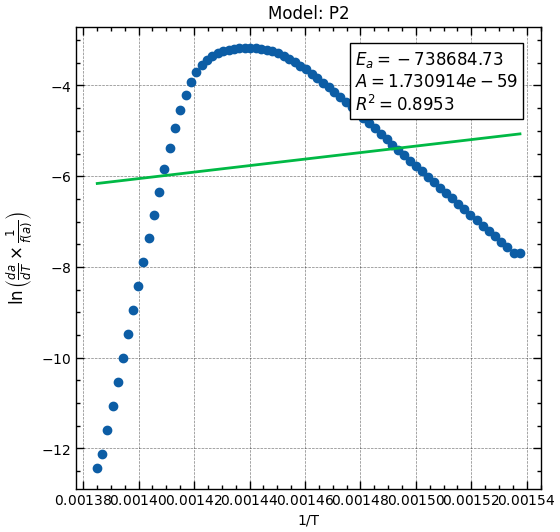 Model: P2
E_a = −738684.73
A = 1.730914e − 59
R² = 0.8953
−4
−6
−8
−10
−12
ln(da/dT × 1/f(a))
0.00138 0.00140 0.00142 0.00144 0.00146 0.00148 0.00150 0.00152 0.00154
1/T